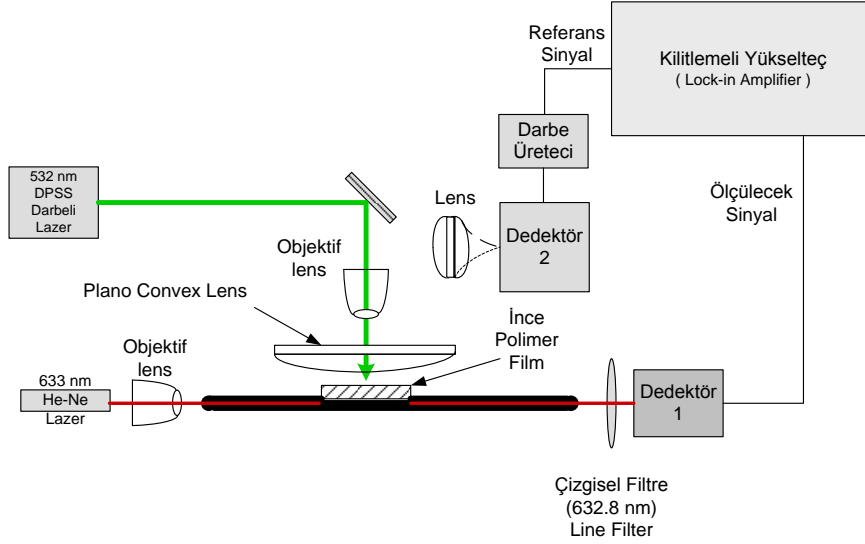 Referans
Sinyal
Kilitlemeli Yükselteç
( Lock-in Amplifier )
Darbe
Üreteci
532 nm
DPSS
Darbeli
Lazer
Ölçülecek
Sinyal
Lens
Dedektör
2
Objektif
lens
Plano Convex Lens
İnce
Polimer
Film
Objektif
lens
633 nm
He-Ne
Lazer
Dedektör
1
Çizgisel Filtre
(632.8 nm)
Line Filter